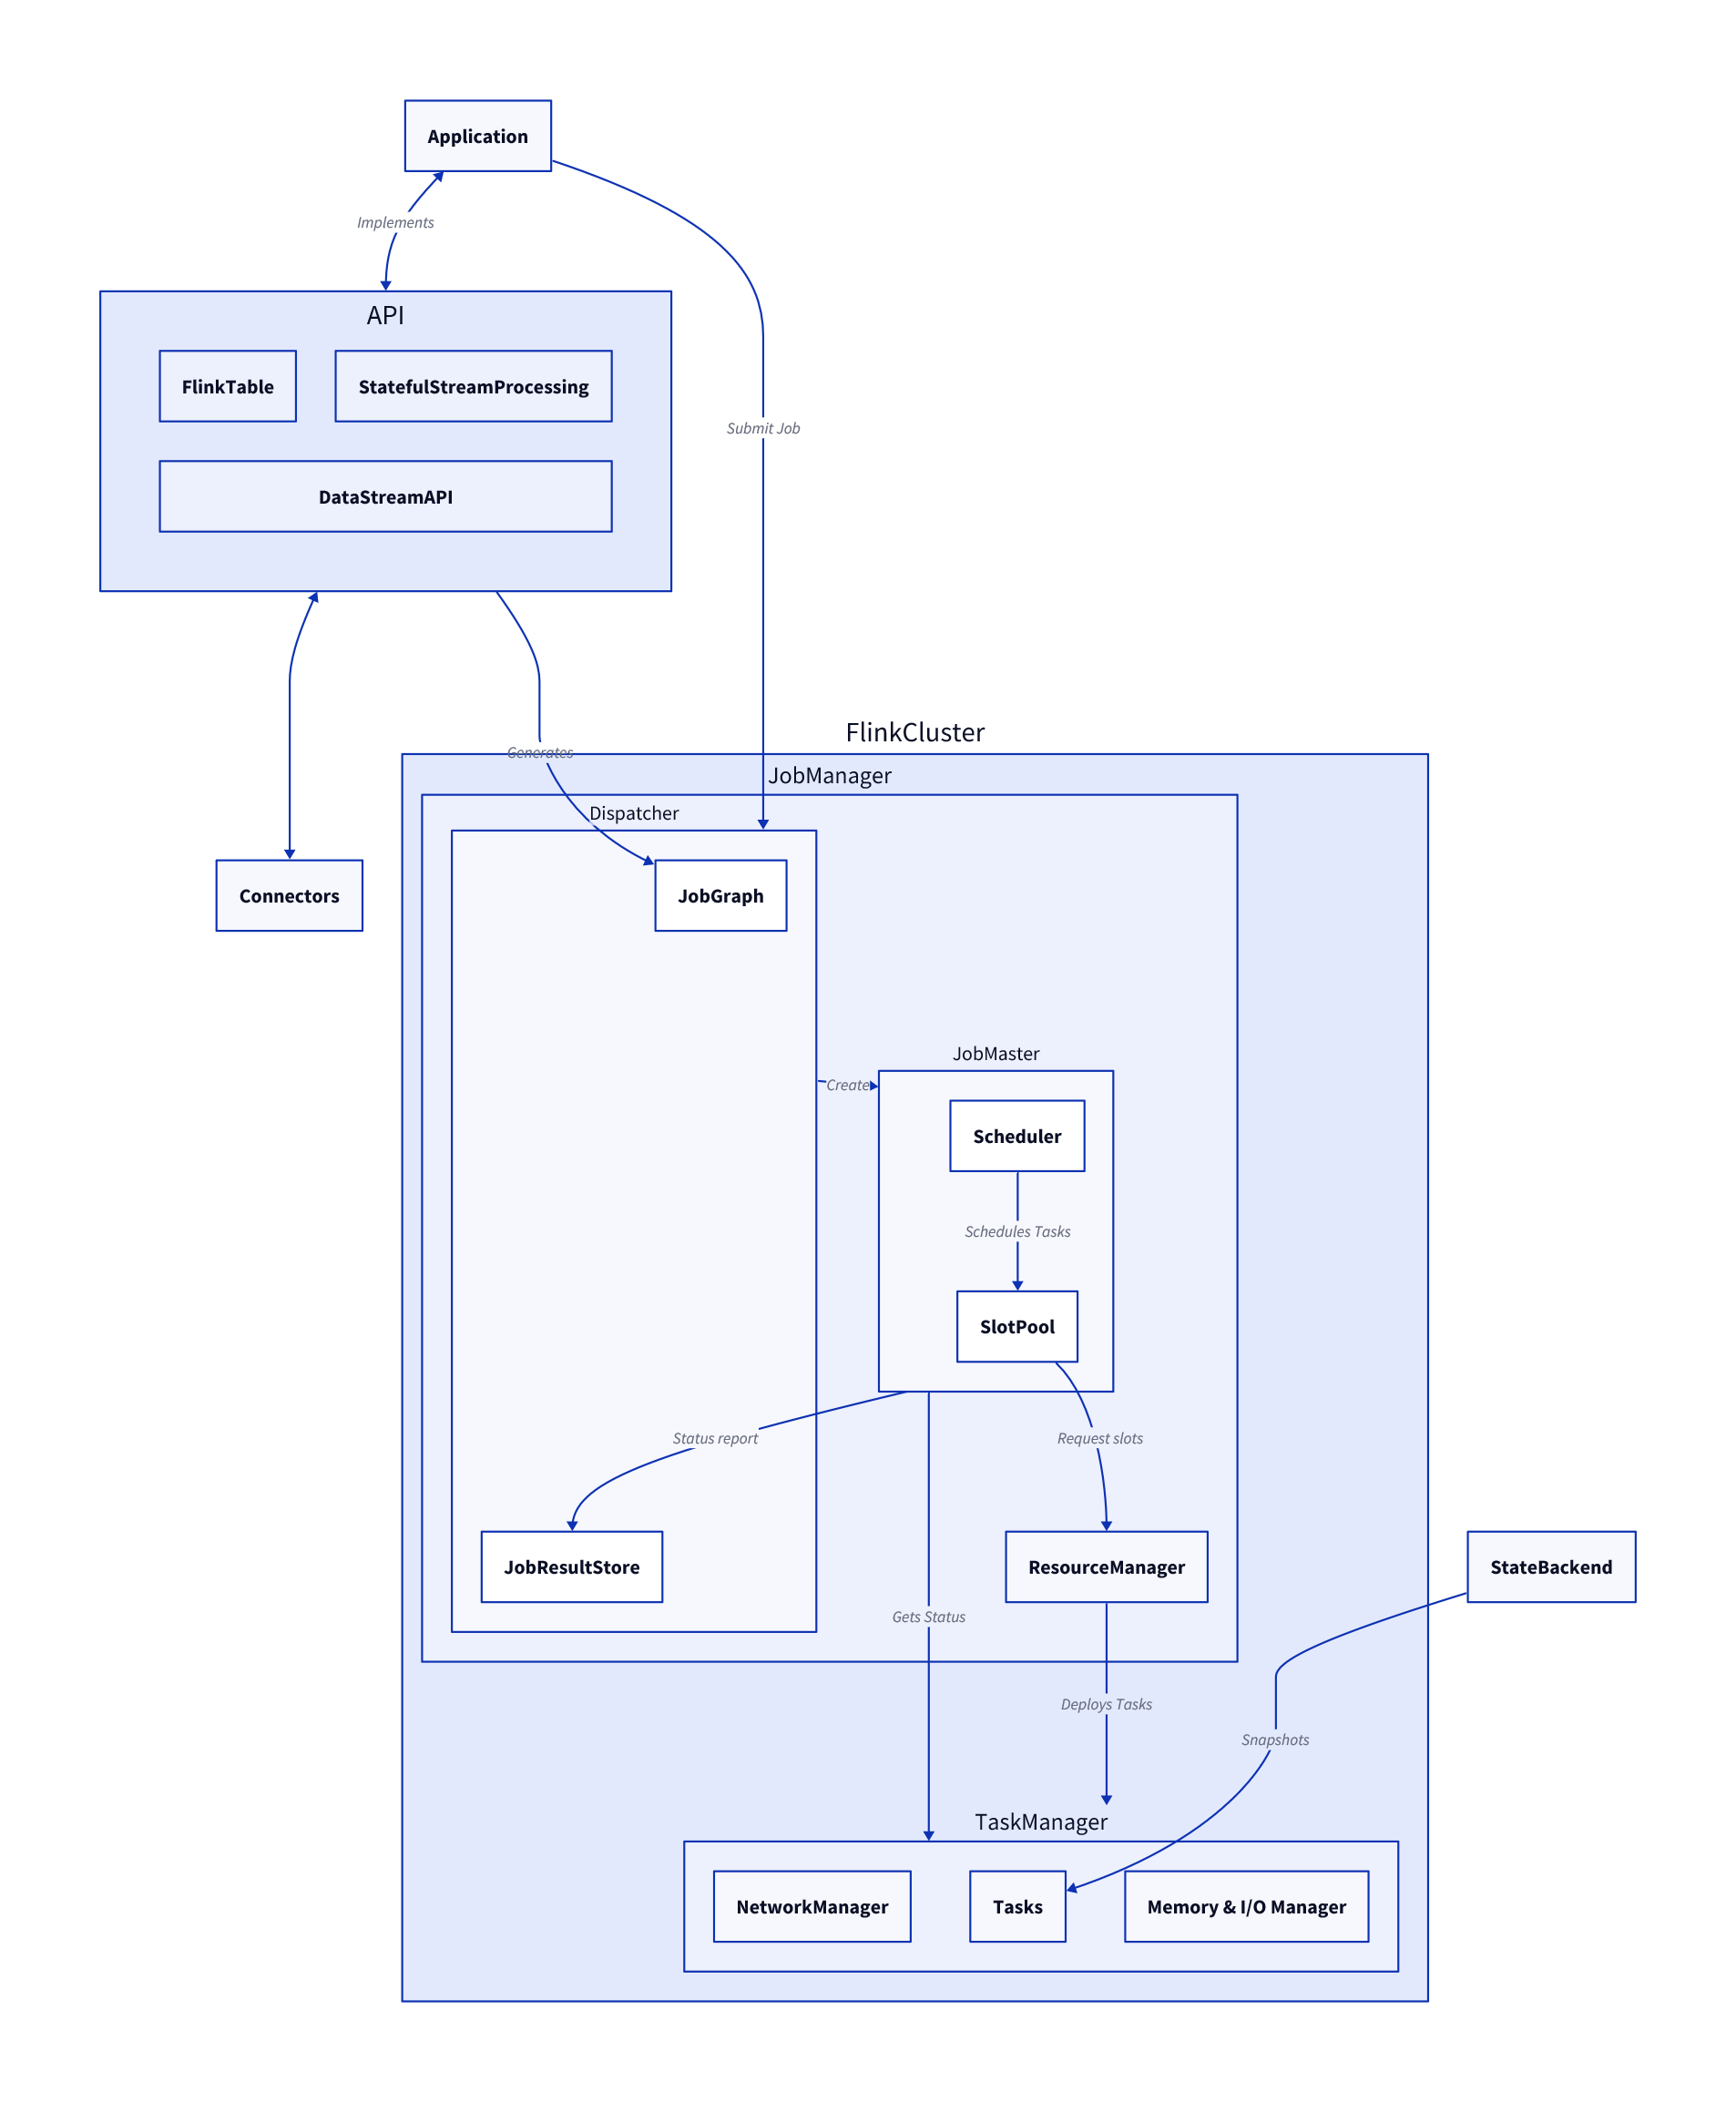 Application
Implements
API
FlinkTable
StatefulStreamProcessing
Submit Job
DataStreamAPI
FlinkCluster
Generates
JobManager
Dispatcher
Connectors
JobGraph
JobMaster
Create
Scheduler
Schedules Tasks
SlotPool
Status report
Request slots
JobResultStore
ResourceManager
StateBackend
Gets Status
Deploys Tasks
Snapshots
TaskManager
NetworkManager
Tasks
Memory & I/O Manager